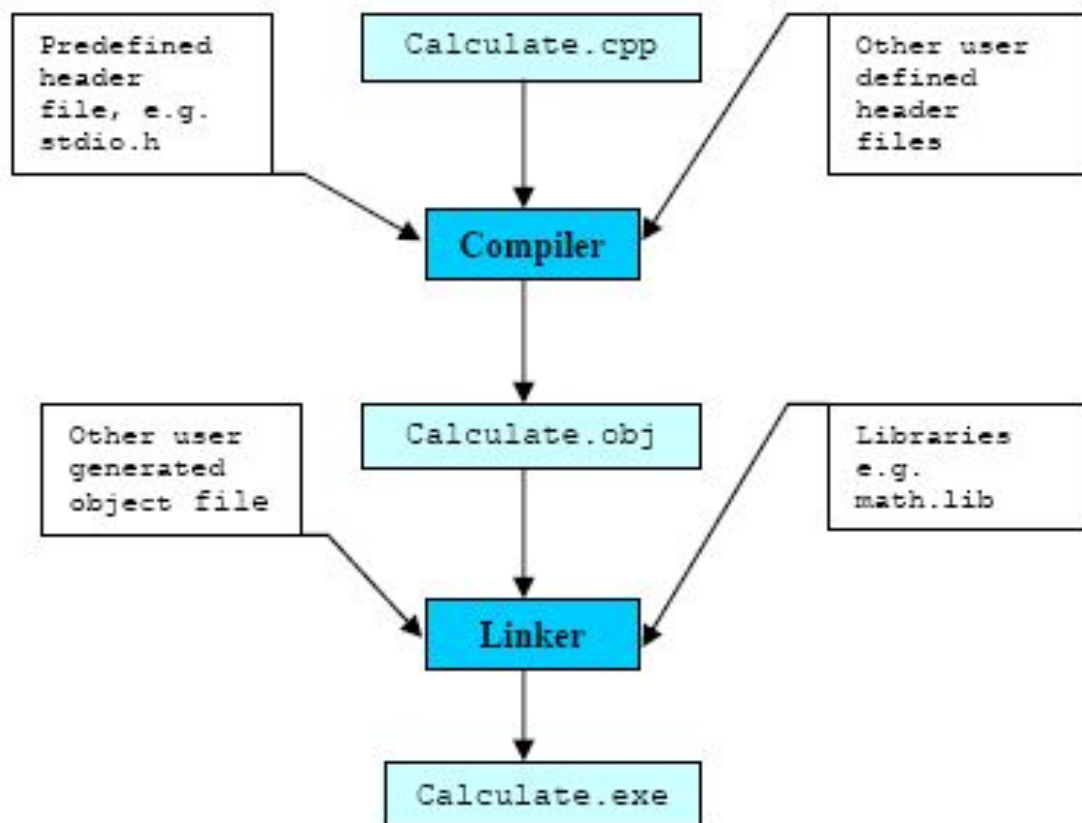 Predefined
header
file, e.g.
stdio.h
Calculate.cpp
Other user
defined
header
files
Compiler
Other user
generated
object file
Calculate.obj
Libraries
e.g.
math.lib
Linker
Calculate.exe